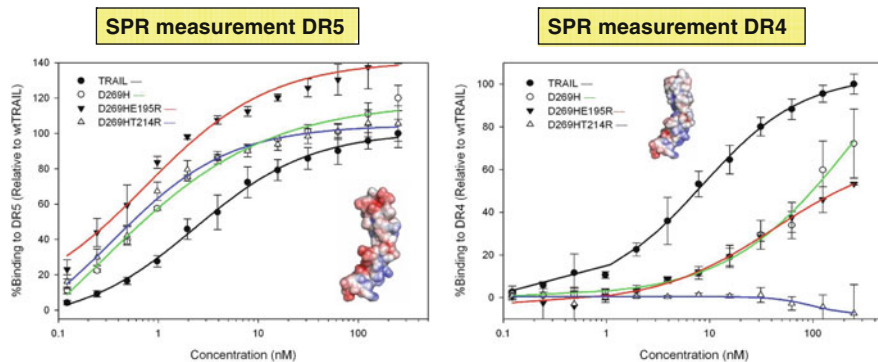 SPR measurement DR5
SPR measurement DR4
%Binding to DR5 (Relative to wtTRAIL)
140
120
100
80
60
40
20
0
TRAIL
D269H
D269HE195R
D269HT214R
0.1
1
10
100
Concentration (nM)
%Binding to DR4 (Relative to wtTRAIL)
100
80
60
40
20
0
TRAIL
D269H
D269HE195R
D269HT214R
0.1
1
10
100
Concentration (nM)